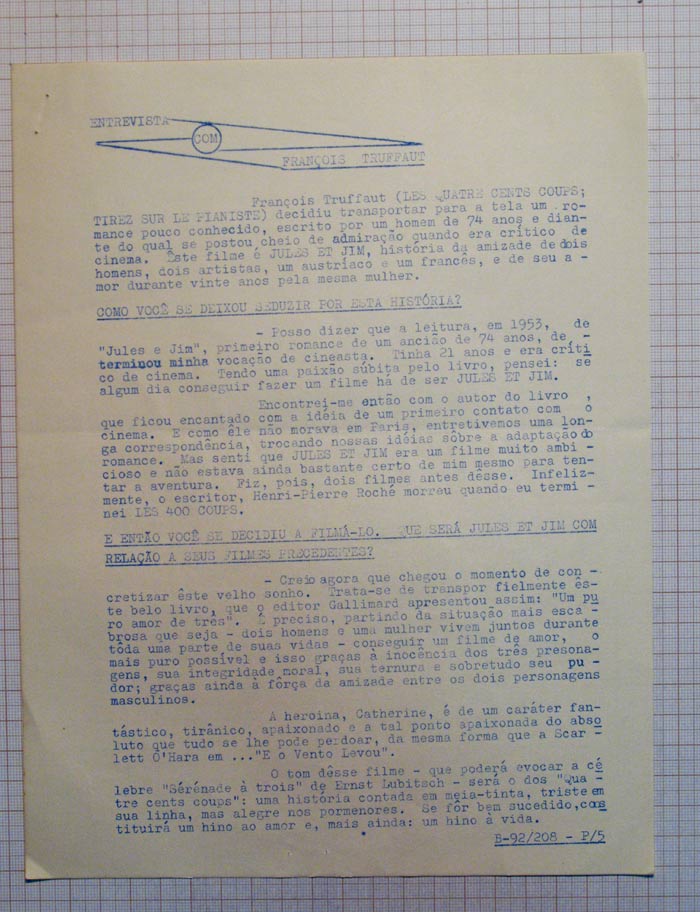 ENTREVISTA
COM
FRANÇOIS TRUFFAUT
François Truffaut (LES QUATRE CENTS COUPS;
TIREZ SUR LE PIANISTE) decidiu transportar para a tela um ro-
mance pouco conhecido, escrito por um homem de 74 anos e dian-
te do qual se postou cheio de admiração quando era crítico de
cinema. Este filme é JULES ET JIM, história da amizade de dois
homens, dois artistas, um austríaco e um francês, e de seu a -
mor durante vinte anos pela mesma mulher.
COMO VOCÊ SE DEIXOU SEDUZIR POR ESTA HISTÓRIA?
- Posso dizer que a leitura, em 1953, de
"Jules e Jim", primeiro romance de um ancião de 74 anos, de -
terminou minha vocação de cineasta. Tinha 21 anos e era críti
co de cinema. Tendo uma paixão súbita pelo livro, pensei: se
algum dia conseguir fazer um filme há de ser JULES ET JIM.
Encontrei-me então com o autor do livro ,
que ficou encantado com a idéia de um primeiro contato com o
cinema. E como êle não morava em Paris, entretivemos uma lon-
ga correspondência, trocando nossas idéias sôbre a adaptação do
romance. Mas senti que JULES ET JIM era um filme muito ambi -
cioso e não estava ainda bastante certo de mim mesmo para ten-
tar a aventura. Fiz, pois, dois filmes antes dêsse. Infeliz-
mente, o escritor, Henri-Pierre Roché morreu quando eu termi -
nei LES 400 COUPS.
E ENTÃO VOCÊ SE DECIDIU A FILMÁ-LO. QUE SERÁ JULES ET JIM COM
RELAÇÃO A SEUS FILMES PRECEDENTES?
- Creio agora que chegou o momento de con -
cretizar êste velho sonho. Trata-se de transpor fielmente ês-
te belo livro, que o editor Gallimard apresentou assim: "Um pu
ro amor de três". É preciso, partindo da situação mais esca -
brosa que seja - dois homens e uma mulher vivem juntos durante
tôda uma parte de suas vidas - conseguir um filme de amor, o
mais puro possível e isso graças à inocência dos três presona-
gens, sua integridade moral, sua ternura e sobretudo seu pu -
dor; graças ainda à fôrça da amizade entre os dois personagens
masculinos.
A heroina, Catherine, é de um caráter fan-
tástico, tirânico, apaixonado e a tal ponto apaixonada do abso
luto que tudo se lhe pode perdoar, da mesma forma que a Scar -
lett O'Hara em ..."E o Vento Levou".
O tom dêsse filme - que poderá evocar a cé
lebre "Sérénade à trois" de Ernst Lubitsch - será o dos "Qua -
tre cents coups": uma história contada em meia-tinta, triste em
sua linha, mas alegre nos pormenores. Se fôr bem sucedido, cons
tituirá um hino ao amor e, mais ainda: um hino à vida.
B-92/208 - P/5